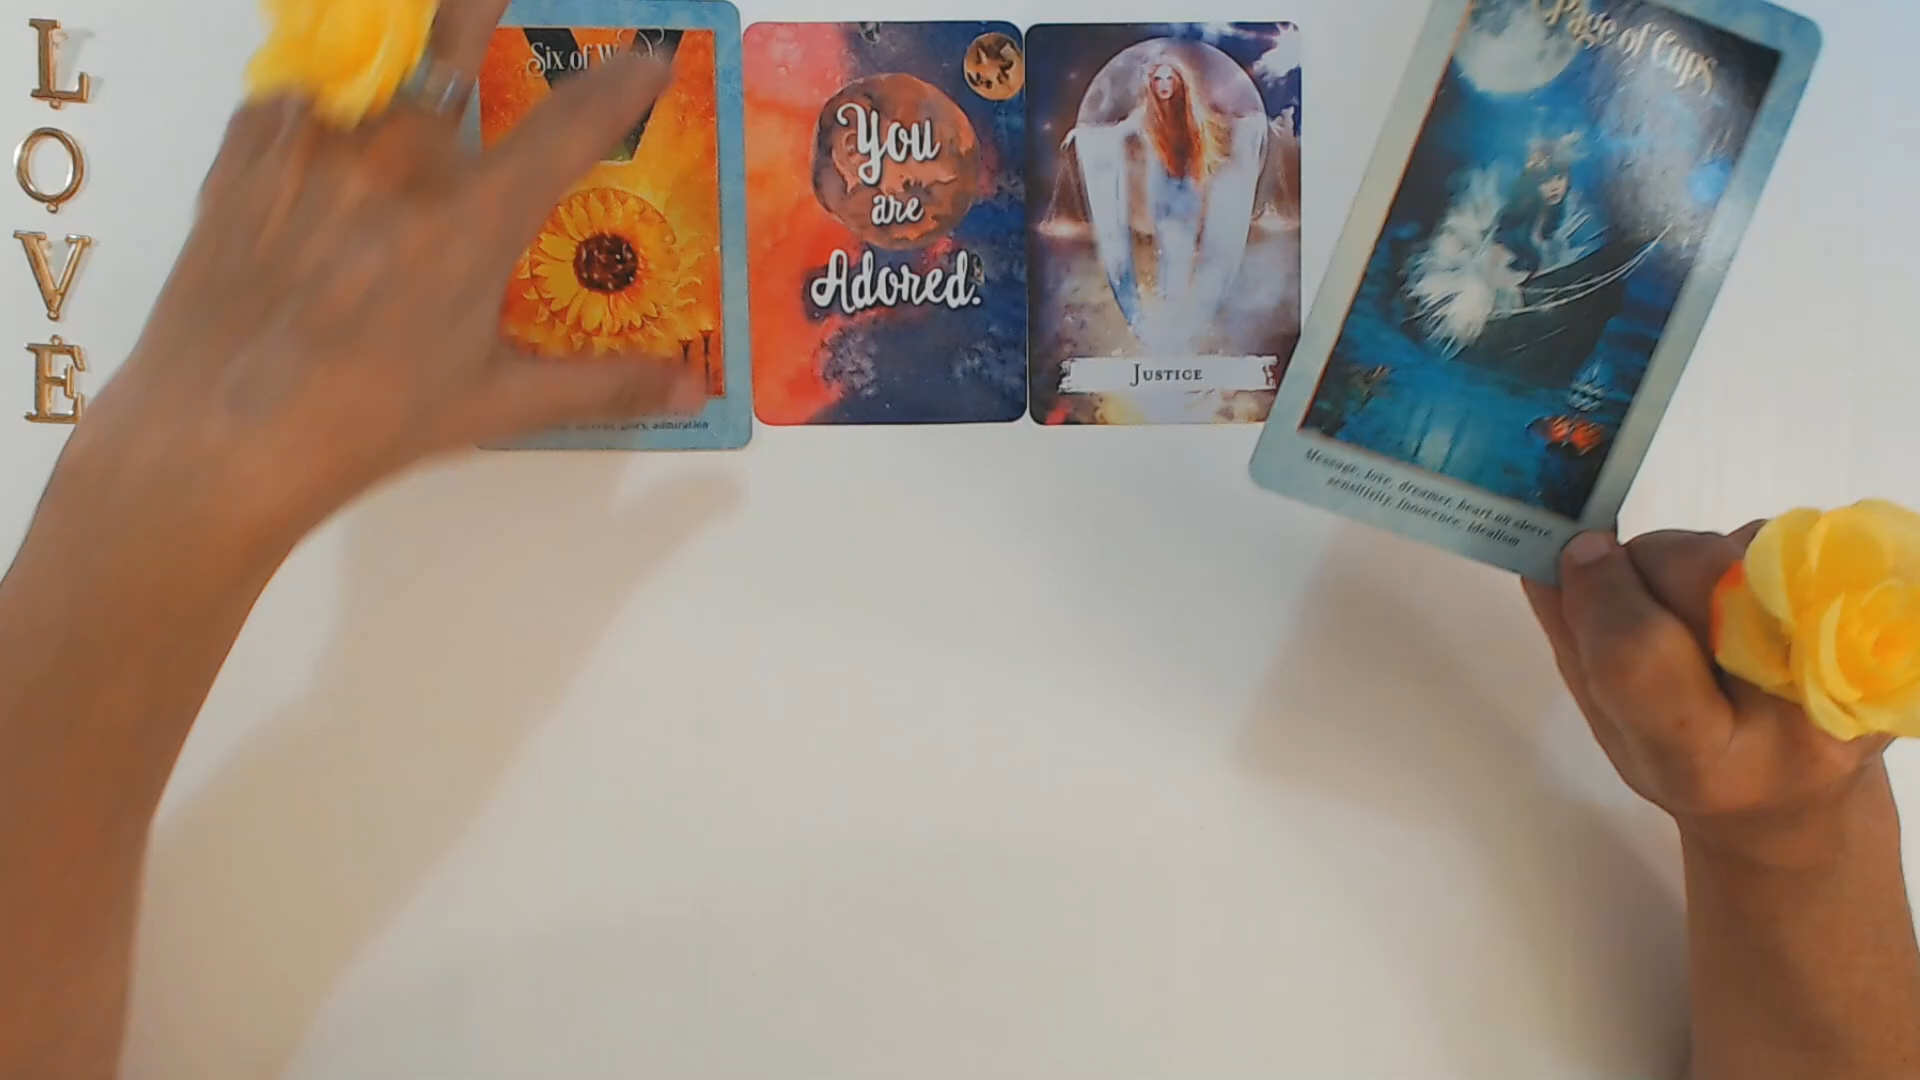 L
O
V
E
Six of Wands
admiration
You
are
Adored.
Justice
Page of Cups
Message, love, dreamer, heart on sleeve,
sensitivity, innocence, idealism